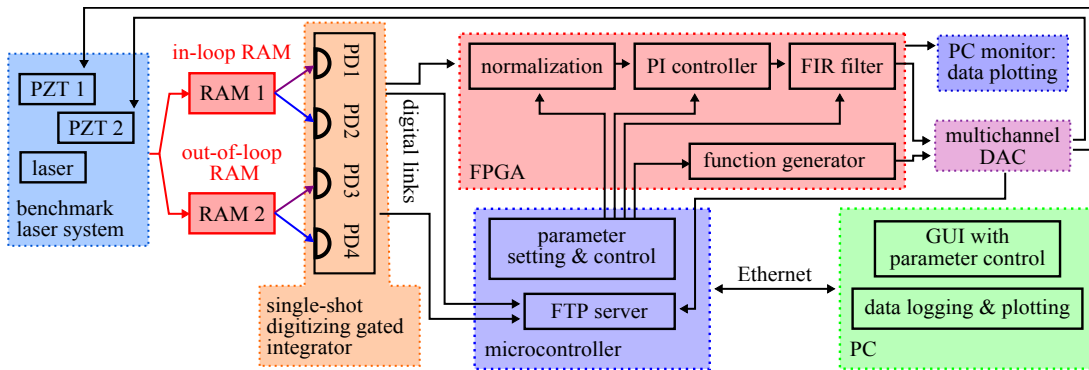 PZT 1
PZT 2
laser
benchmark
laser system
in-loop RAM
RAM 1
out-of-loop
RAM
RAM 2
PD1
PD2
PD3
PD4
single-shot
digitizing gated
integrator
digital links
normalization
PI controller
FIR filter
function generator
FPGA
PC monitor:
data plotting
multichannel
DAC
parameter
setting & control
FTP server
microcontroller
Ethernet
GUI with
parameter control
data logging & plotting
PC